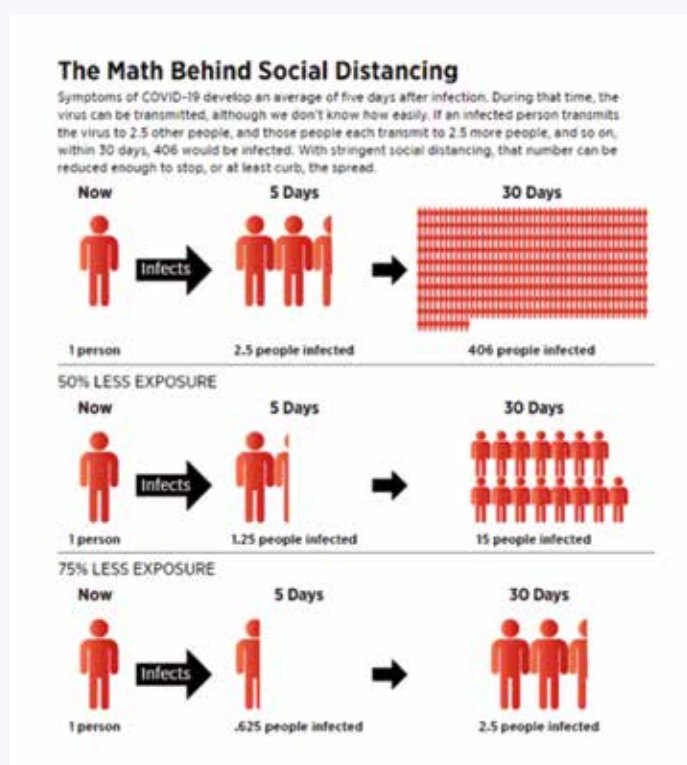 The Math Behind Social Distancing
Symptoms of COVID-19 develop an average of five days after infection. During that time, the
virus can be transmitted, although we don't know how easily. If an infected person transmits
the virus to 2.5 other people, and those people each transmit to 2.5 more people, and so on,
within 30 days, 406 would be infected. With stringent social distancing, that number can be
reduced enough to stop, or at least curb, the spread.
Now 5 Days 30 Days
Infects
1 person 2.5 people infected 406 people infected
50% LESS EXPOSURE
Now 5 Days 30 Days
Infects
1 person 1.25 people infected 15 people infected
75% LESS EXPOSURE
Now 5 Days 30 Days
Infects
1 person .625 people infected 2.5 people infected